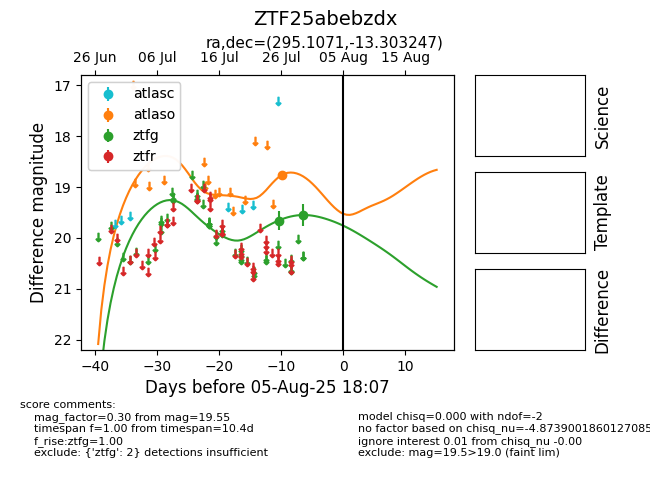 ZTF25abebzdx
ra,dec=(295.1071,-13.303247)
26 Jun 06 Jul 16 Jul 26 Jul 05 Aug 15 Aug
atlasc
atlaso
ztfg
ztfr
17
18
19
20
21
22
Difference magnitude
−40 −30 −20 −10 0 10
Days before 05-Aug-25 18:07
Science
Template
Difference
score comments:
mag_factor=0.30 from mag=19.55
timespan f=1.00 from timespan=10.4d
f_rise:ztfg=1.00
exclude: {'ztfg': 2} detections insufficient
model chisq=0.000 with ndof=-2
no factor based on chisq_nu=-4.8739001860127085
ignore interest 0.01 from chisq_nu -0.00
exclude: mag=19.5>19.0 (faint lim)